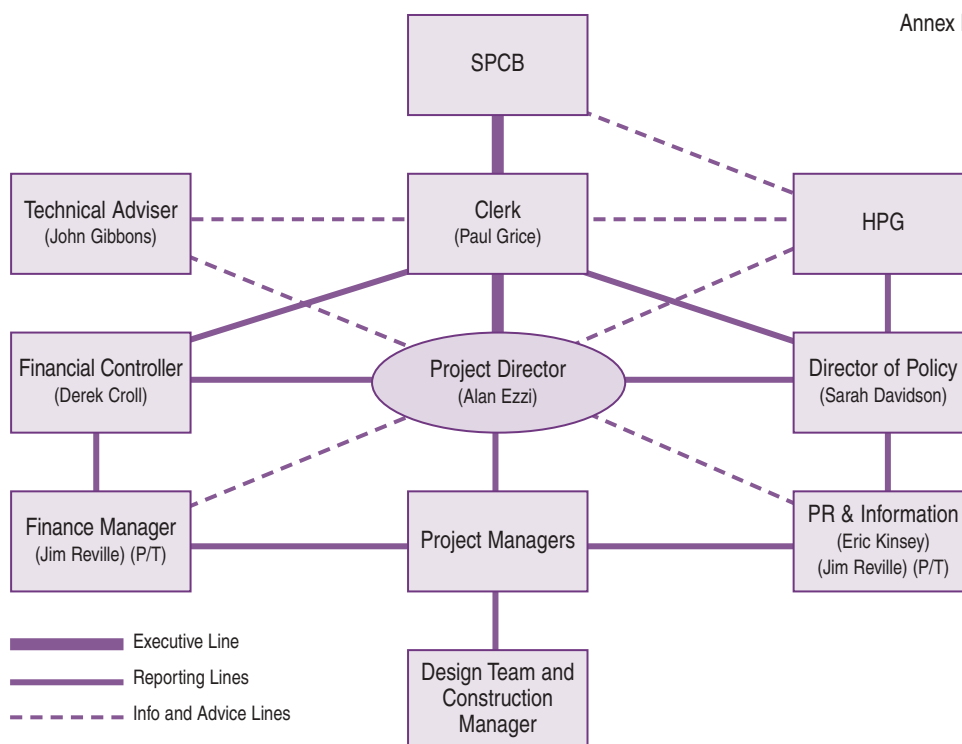 Annex
SPCB
Technical Adviser
(John Gibbons)
Clerk
(Paul Grice)
HPG
Financial Controller
(Derek Croll)
Project Director
(Alan Ezzi)
Director of Policy
(Sarah Davidson)
Finance Manager
(Jim Reville) (P/T)
Project Managers
PR & Information
(Eric Kinsey)
(Jim Reville) (P/T)
Executive Line
Reporting Lines
Info and Advice Lines
Design Team and
Construction
Manager